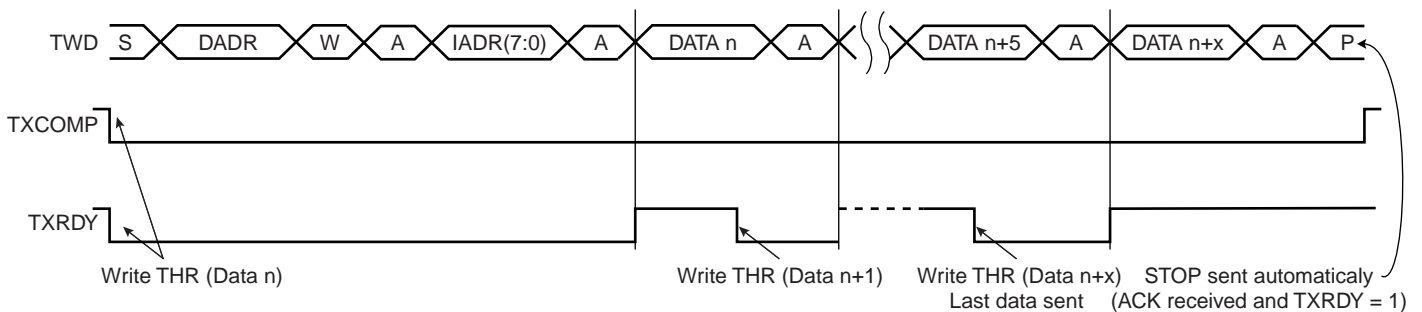 TWD S DADR W A IADR(7:0) A DATA n A DATA n+5 A DATA n+x A P
TXCOMP
TXRDY
Write THR (Data n) Write THR (Data n+1) Write THR (Data n+x) STOP sent automaticaly
Last data sent (ACK received and TXRDY = 1)